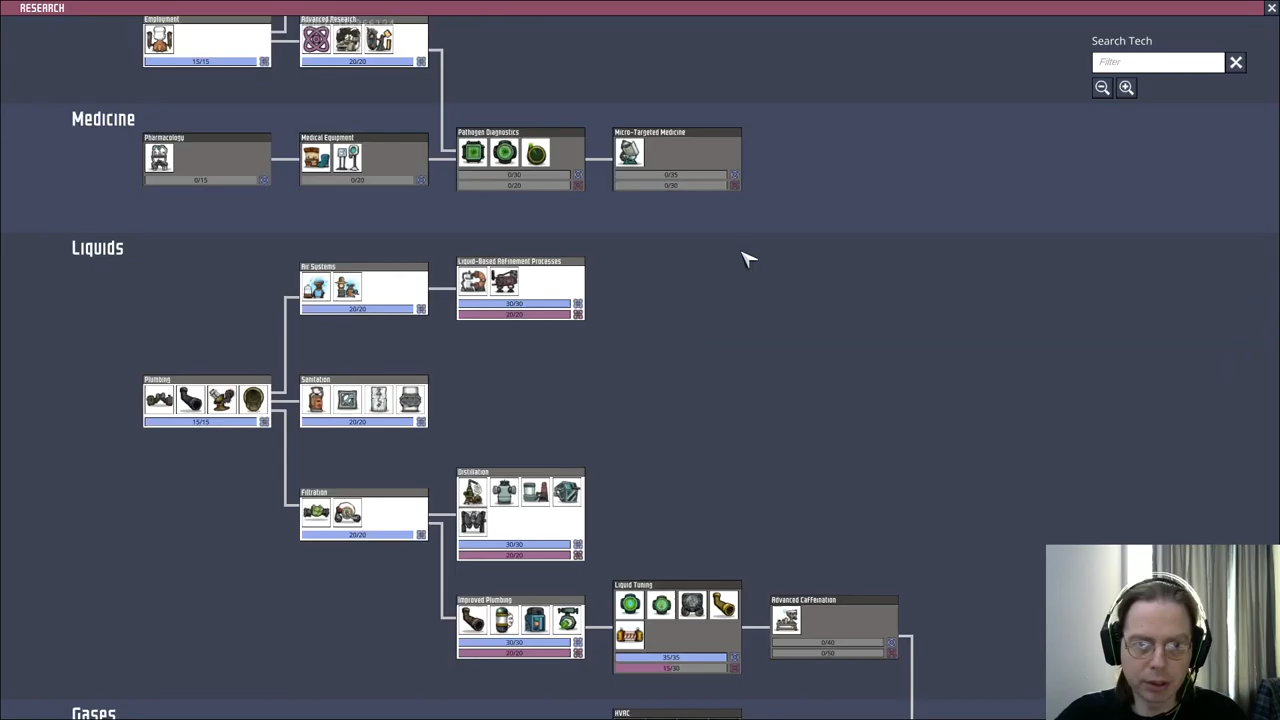 RESEARCH
Employment
Advanced Research
15/15
20/20
Search Tech
Filter
Medicine
Pharmacology
0/15
Medical Equipment
0/20
Pathogen Diagnostics
0/30
0/20
Micro-Targeted Medicine
0/35
0/30
Liquids
Air Systems
20/20
Liquid-Based Refinement Processes
30/30
20/20
Plumbing
15/15
Sanitation
20/20
Filtration
20/20
Distillation
30/30
20/20
Improved Plumbing
30/30
20/20
Liquid Tuning
35/35
15/30
Advanced Caffeination
0/40
0/50
Gases
HVAC